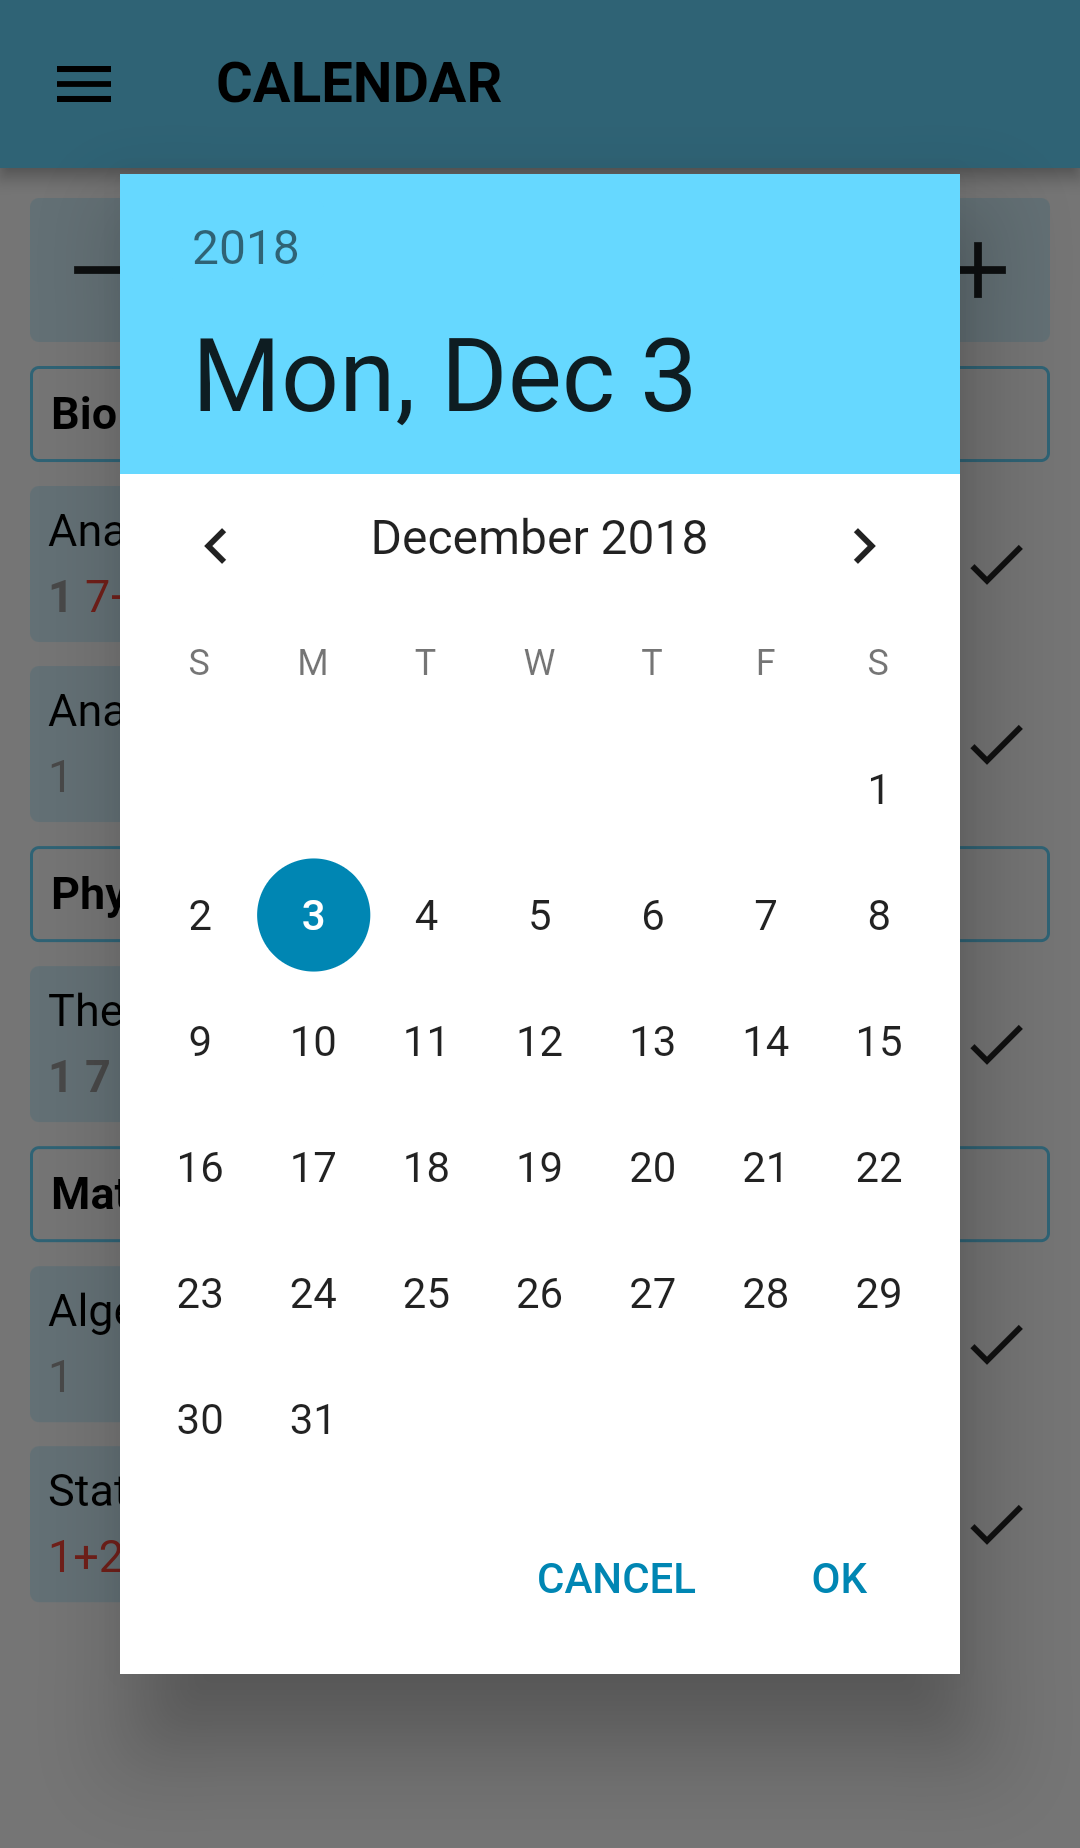 CALENDAR
2018
Mon, Dec 3
December 2018
S M T W T F S
1
2 3 4 5 6 7 8
9 10 11 12 13 14 15
16 17 18 19 20 21 22
23 24 25 26 27 28 29
30 31
CANCEL OK
Bio
Ana
1 7-
Ana
1
Phy
The
1 7
Mat
Alge
1
Stat
1+2